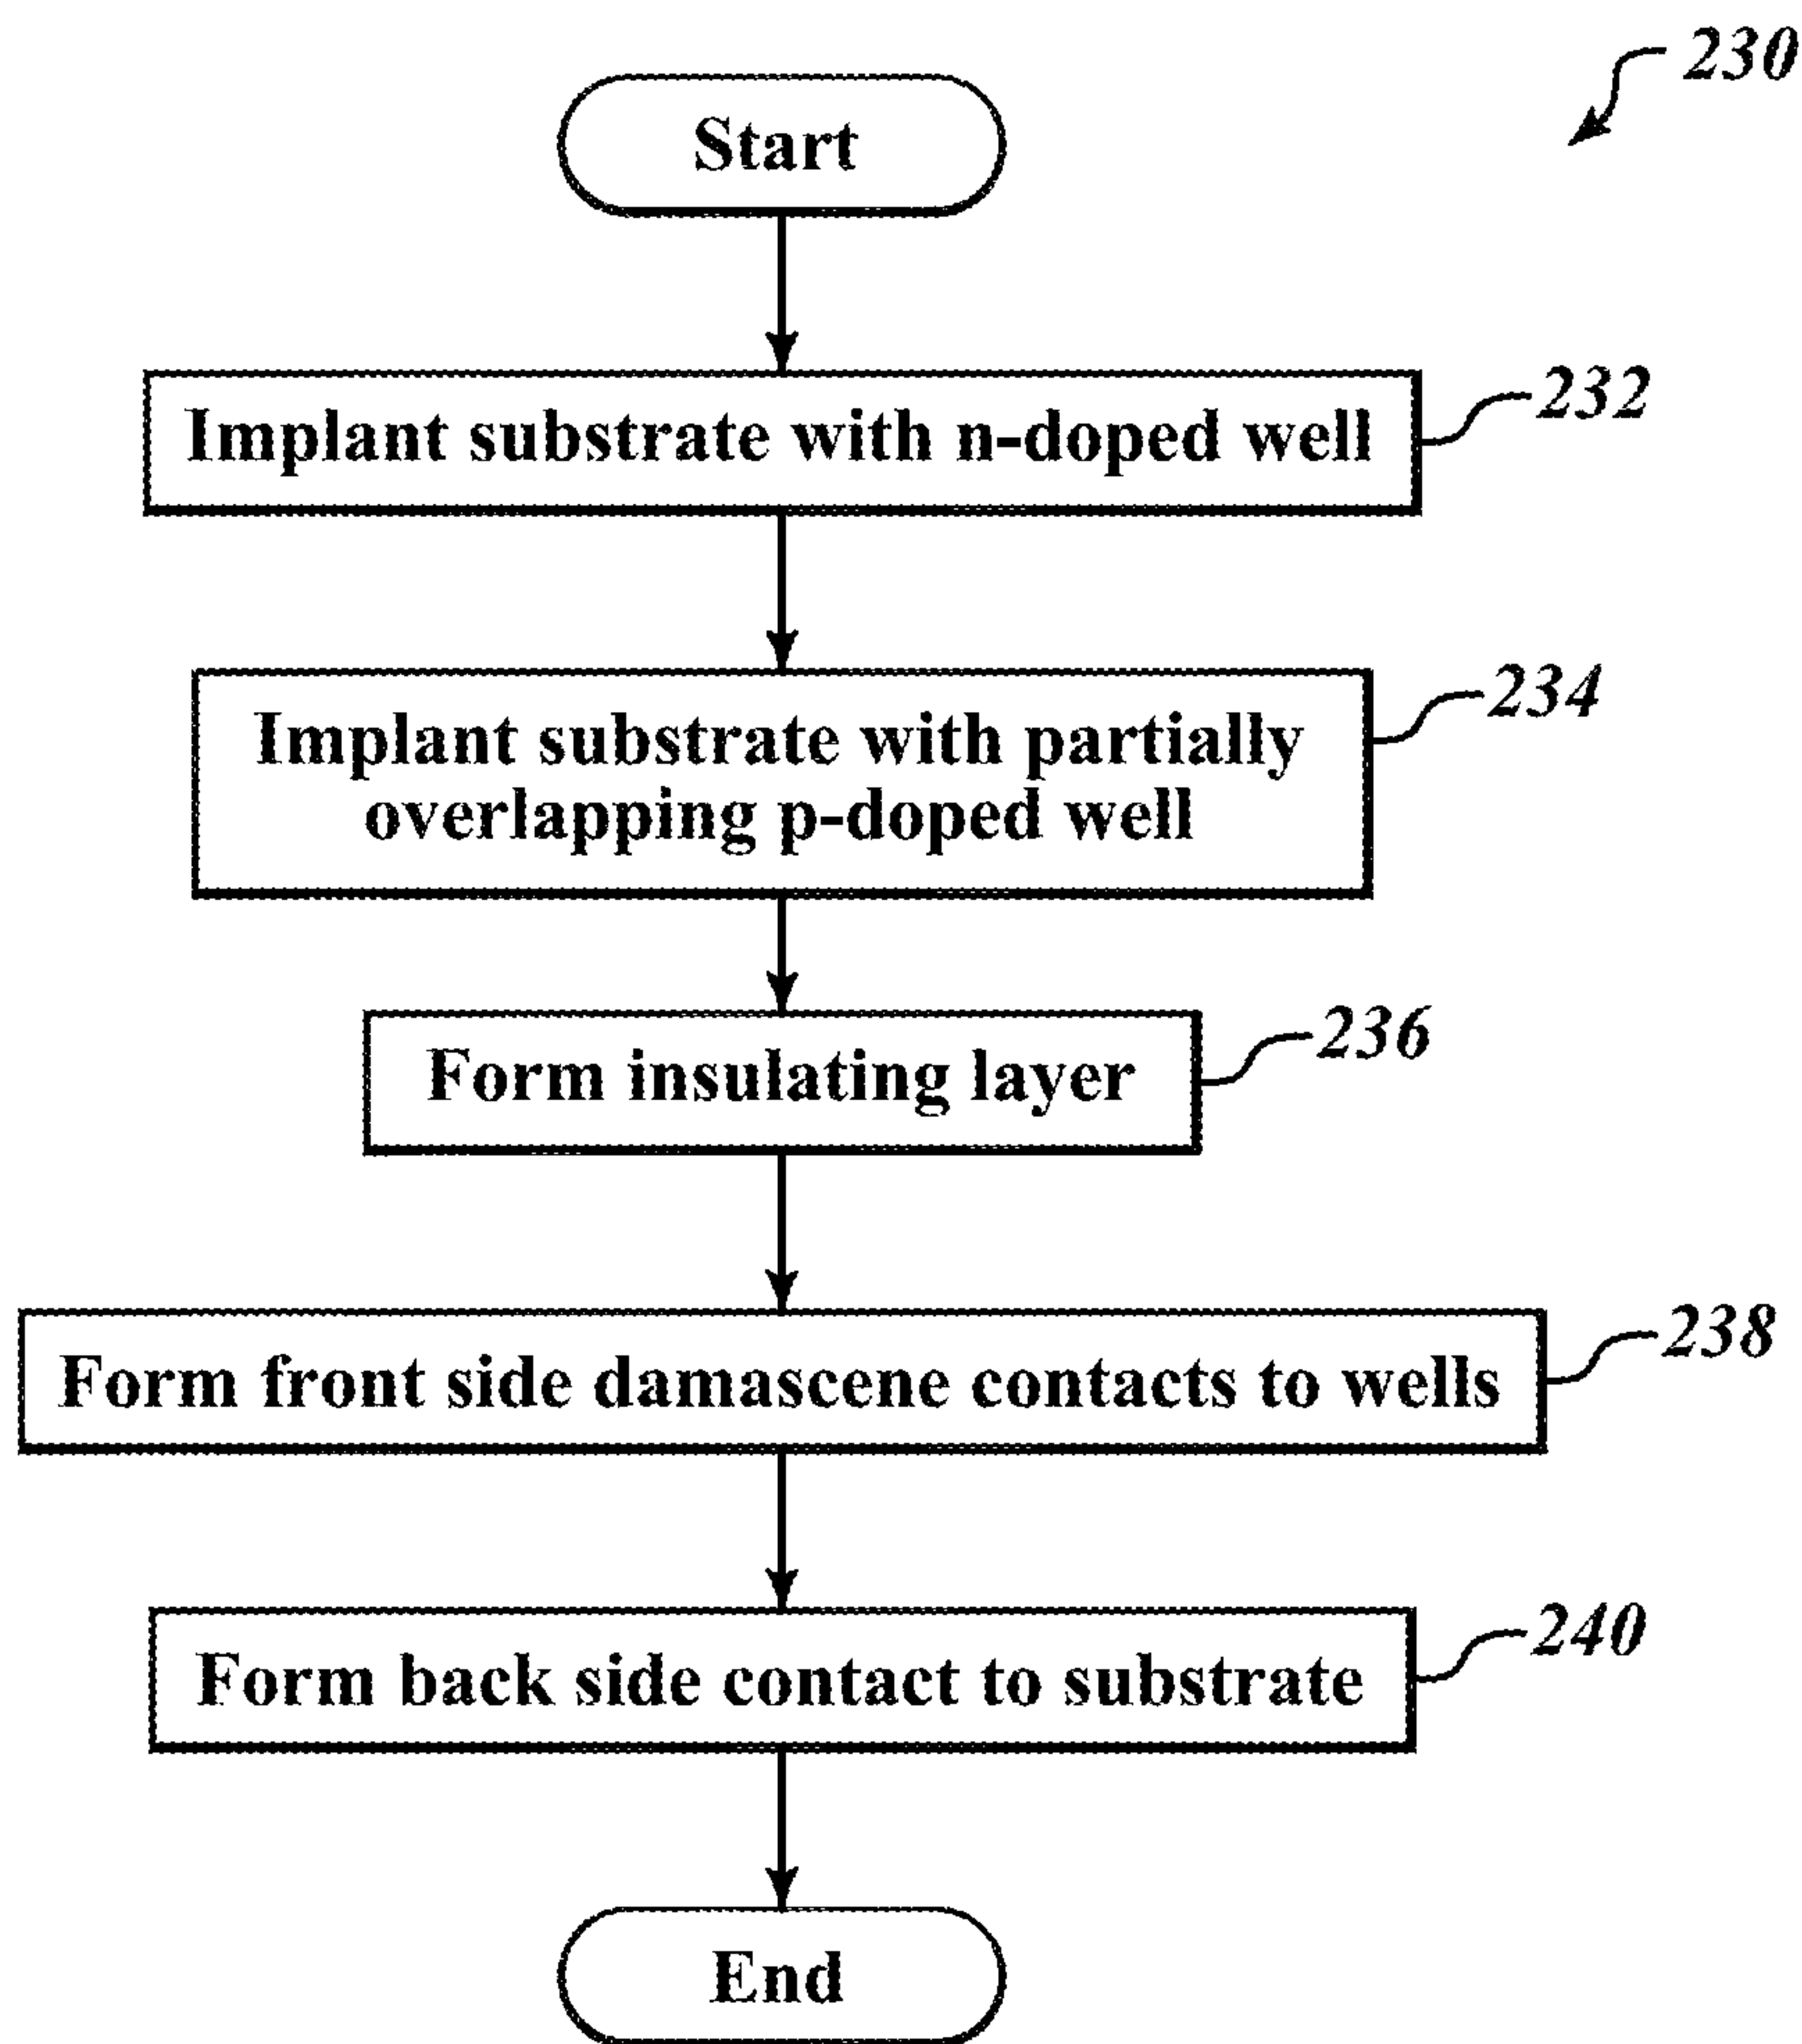 230
Start
Implant substrate with n-doped well
232
Implant substrate with partially
overlapping p-doped well
234
Form insulating layer
236
Form front side damascene contacts to wells
238
Form back side contact to substrate
240
End